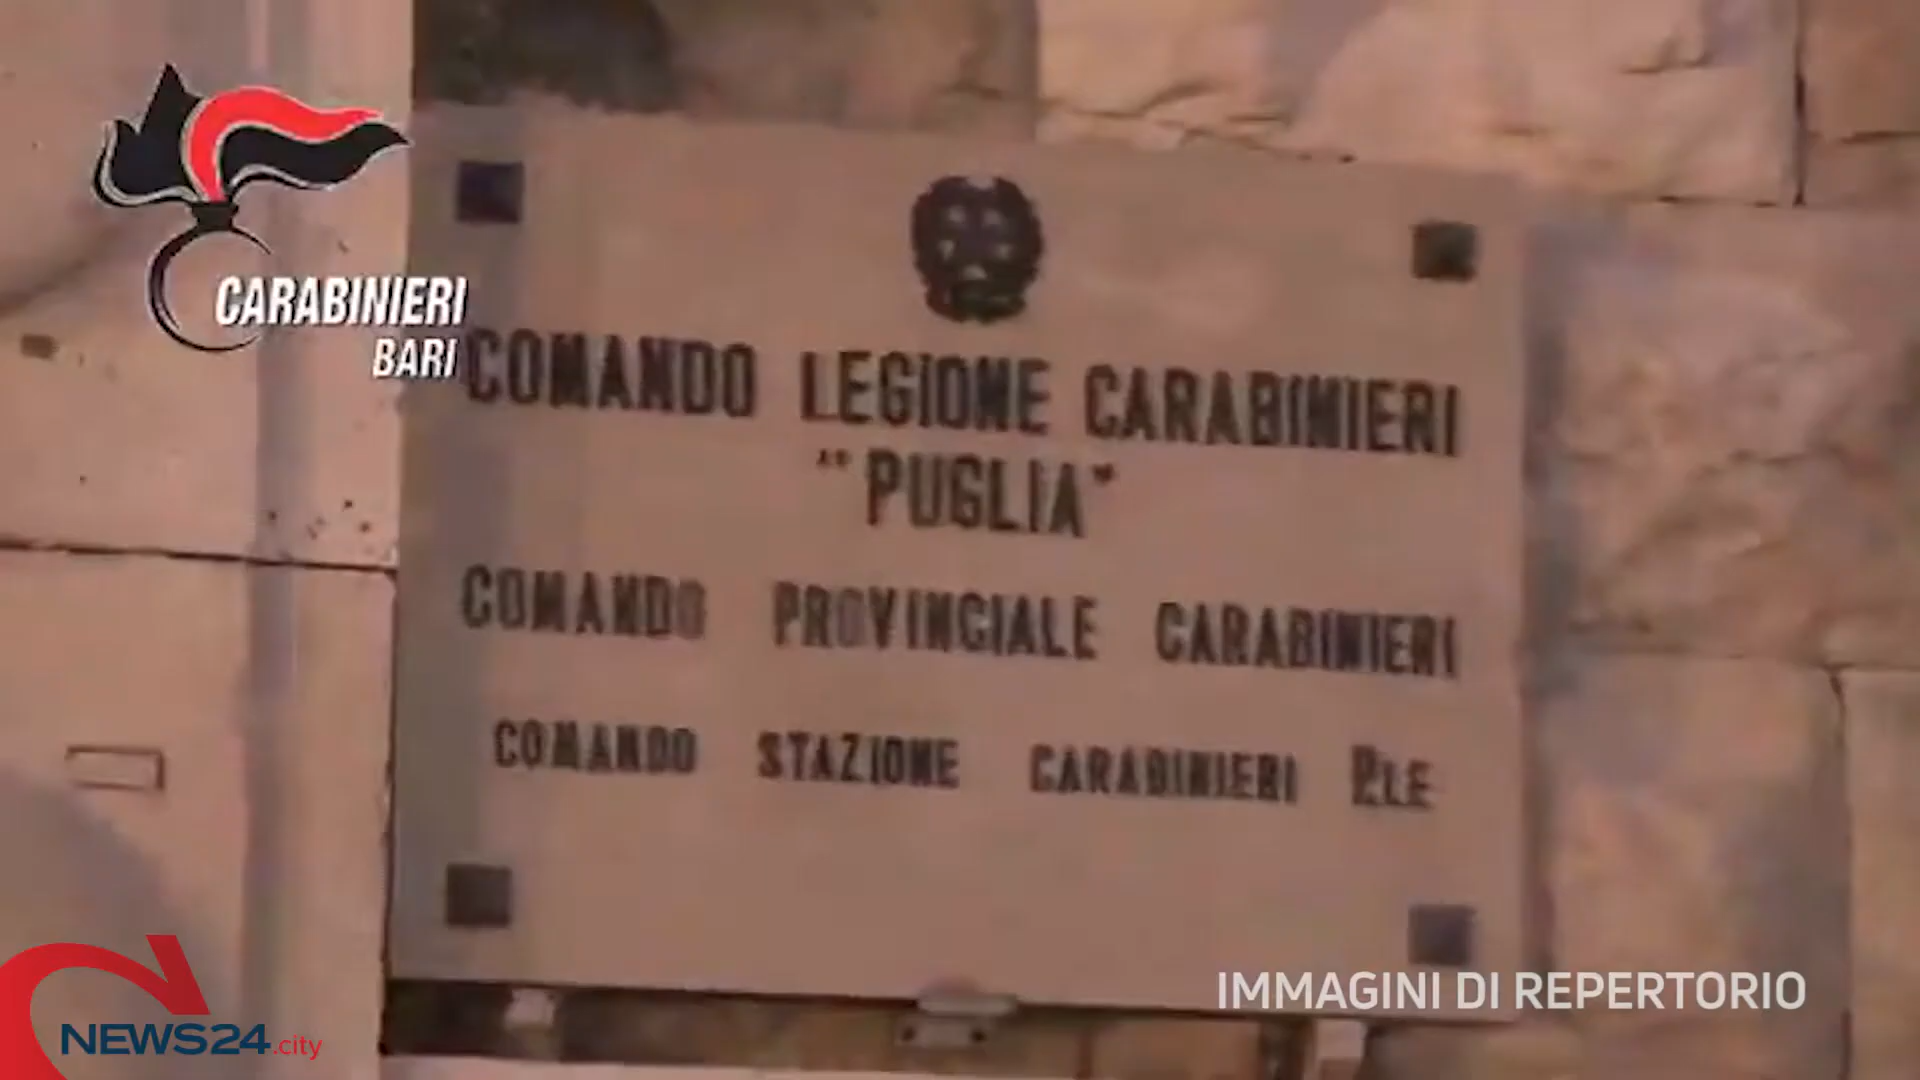 CARABINIERI
BARI
COMANDO LEGIONE CARABINIERI
"PUGLIA"
COMANDO PROVINCIALE CARABINIERI
COMANDO STAZIONE CARABINIERI P.LE
IMMAGINI DI REPERTORIO
NEWS24.city